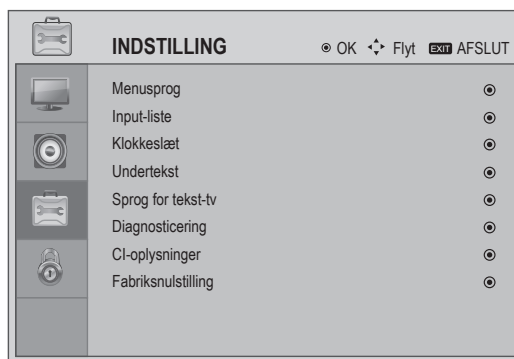 INDSTILLING OK Flyt EXIT AFSLUT
Menusprog
Input-liste
Klokkeslæt
Undertekst
Sprog for tekst-tv
Diagnosticering
CI-oplysninger
Fabriksnulstilling